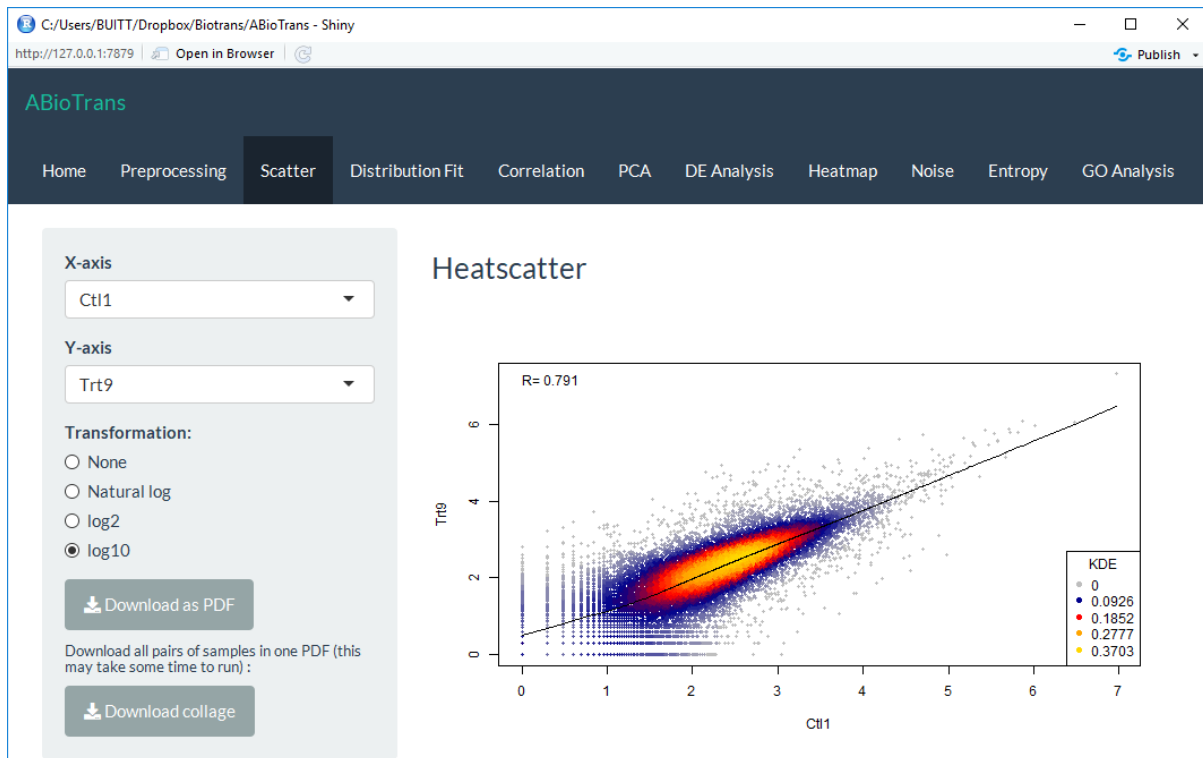 C:/Users/BUITT/Dropbox/Biotrans/ABioTrans - Shiny
http://127.0.0.1:7879 Open in Browser Publish
ABioTrans
Home Preprocessing Scatter Distribution Fit Correlation PCA DE Analysis Heatmap Noise Entropy GO Analysis
X-axis
Ctl1
Y-axis
Trt9
Transformation:
None
Natural log
log2
log10
Download as PDF
Download all pairs of samples in one PDF (this
may take some time to run) :
Download collage
Heatscatter
R= 0.791
6
4
2
0
Trt9
KDE
0
0.0926
0.1852
0.2777
0.3703
0 1 2 3 4 5 6 7
Ctl1